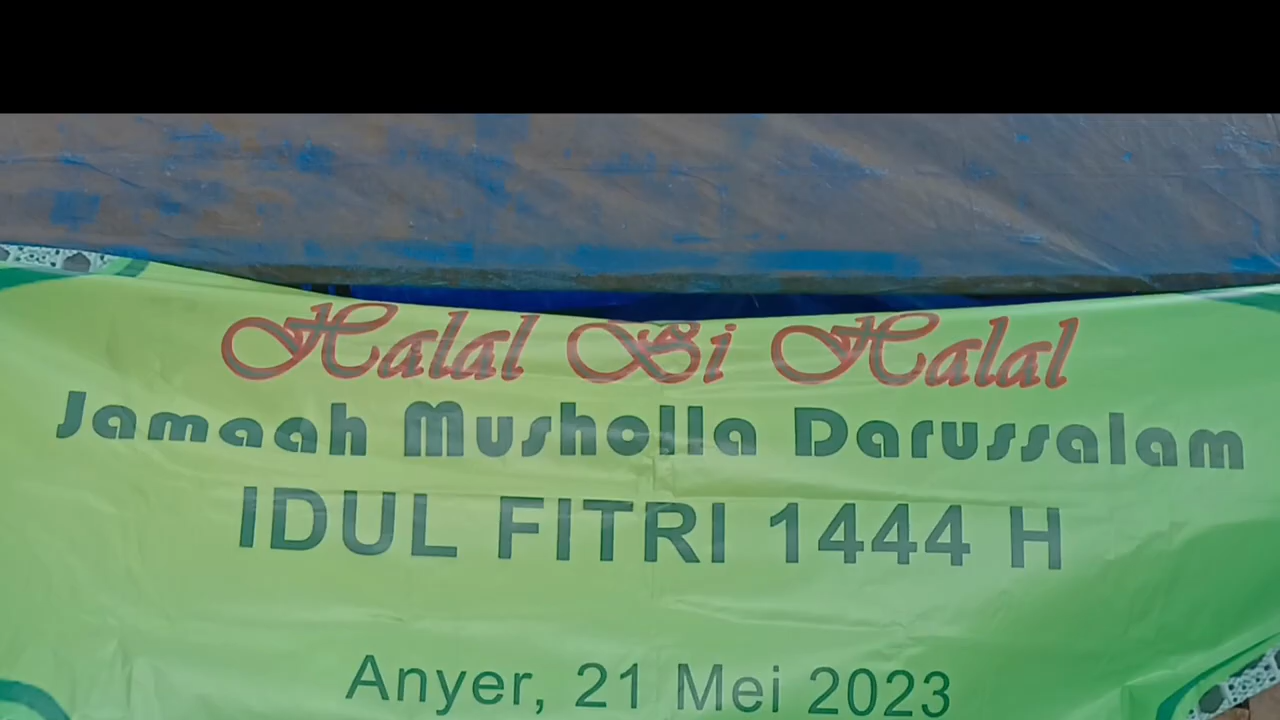 Halal Bi Halal
Jamaah Musholla Darussalam
IDUL FITRI 1444 H
Anyer, 21 Mei 2023